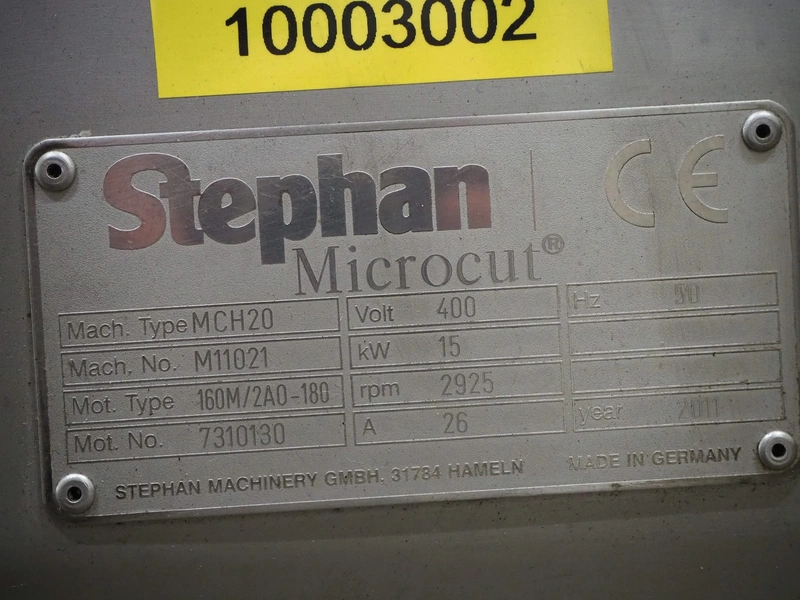 10003002
Stephan CE
Microcut®
Mach. Type MCH20 Volt 400 Hz 50
Mach. No. M11021 kW 15
Mot. Type 160M/2AO-180 rpm 2925
Mot. No. 7310130 A 26 year 2011
STEPHAN MACHINERY GMBH, 31784 HAMELN MADE IN GERMANY